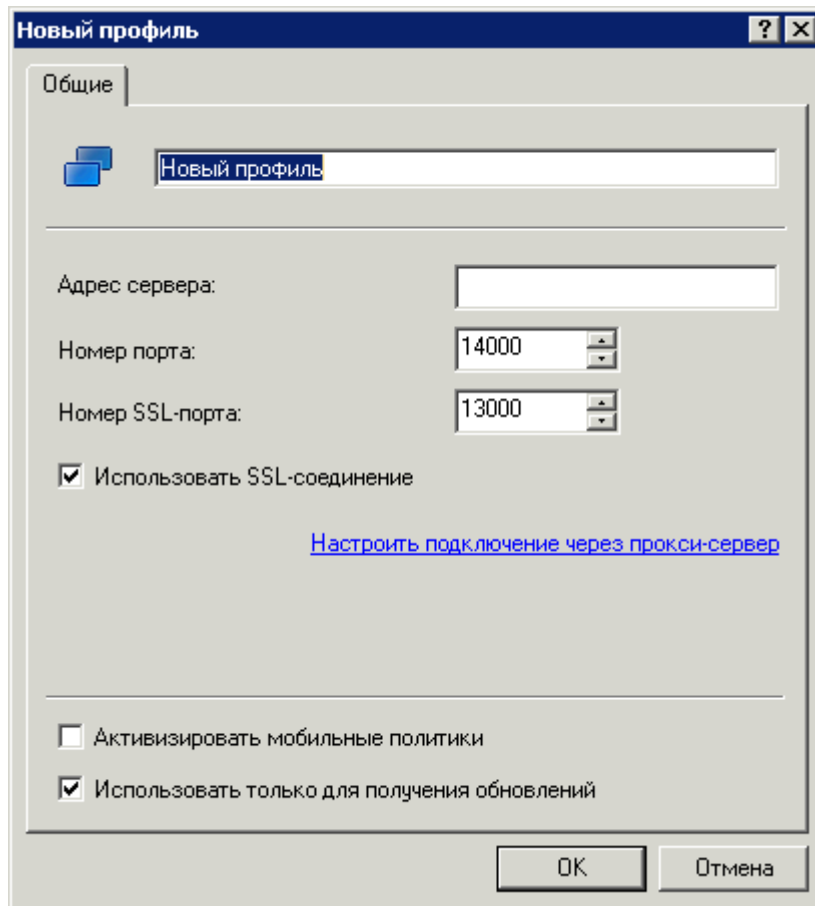 Новый профиль
Общие
Новый профиль
Адрес сервера:
Номер порта: 14000
Номер SSL-порта: 13000
Использовать SSL-соединение
Настроить подключение через прокси-сервер
Активизировать мобильные политики
Использовать только для получения обновлений
OK Отмена